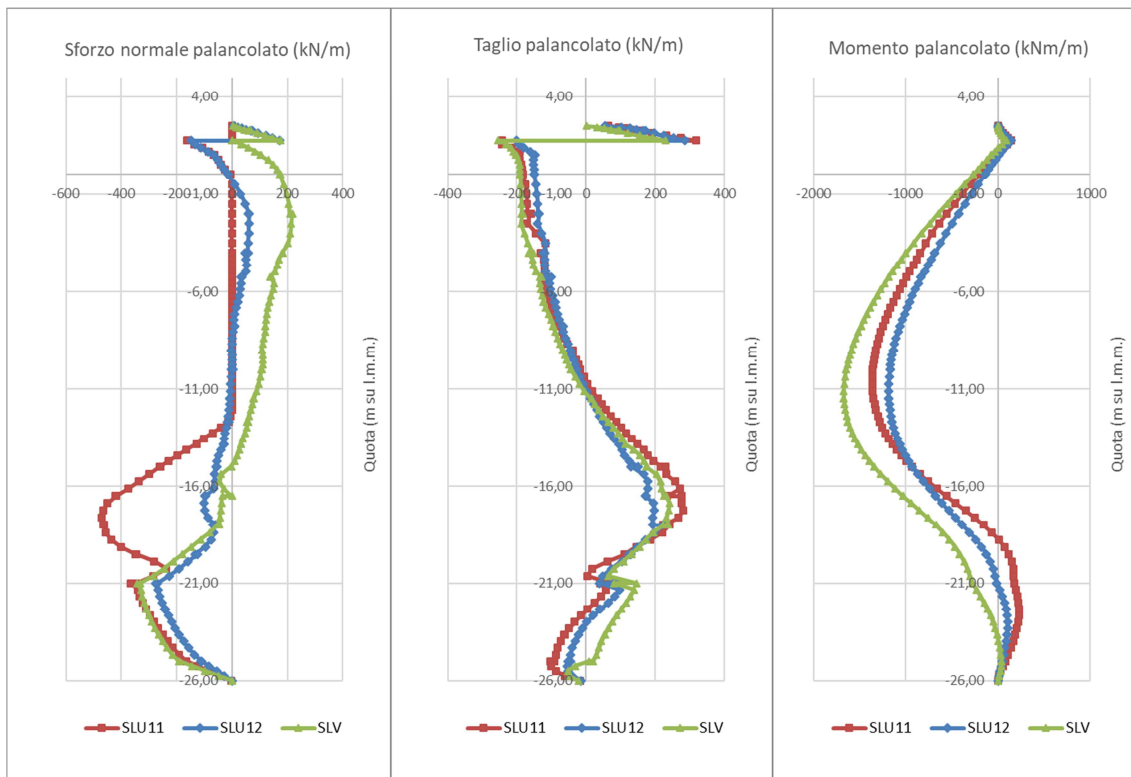 Sforzo normale palancolato (kN/m)
4,00
-600
-400
-200
0
200
400
-1,00
-6,00
-11,00
-16,00
-21,00
-26,00
Quota (m su l.m.m.)
SLU11
SLU12
SLV
Taglio palancolato (kN/m)
4,00
-400
-200
0
200
400
-1,00
-6,00
-11,00
-16,00
-21,00
-26,00
Quota (m su l.m.m.)
SLU11
SLU12
SLV
Momento palancolato (kNm/m)
4,00
-2000
-1000
0
1000
-1,00
-6,00
-11,00
-16,00
-21,00
-26,00
Quota (m su l.m.m.)
SLU11
SLU12
SLV